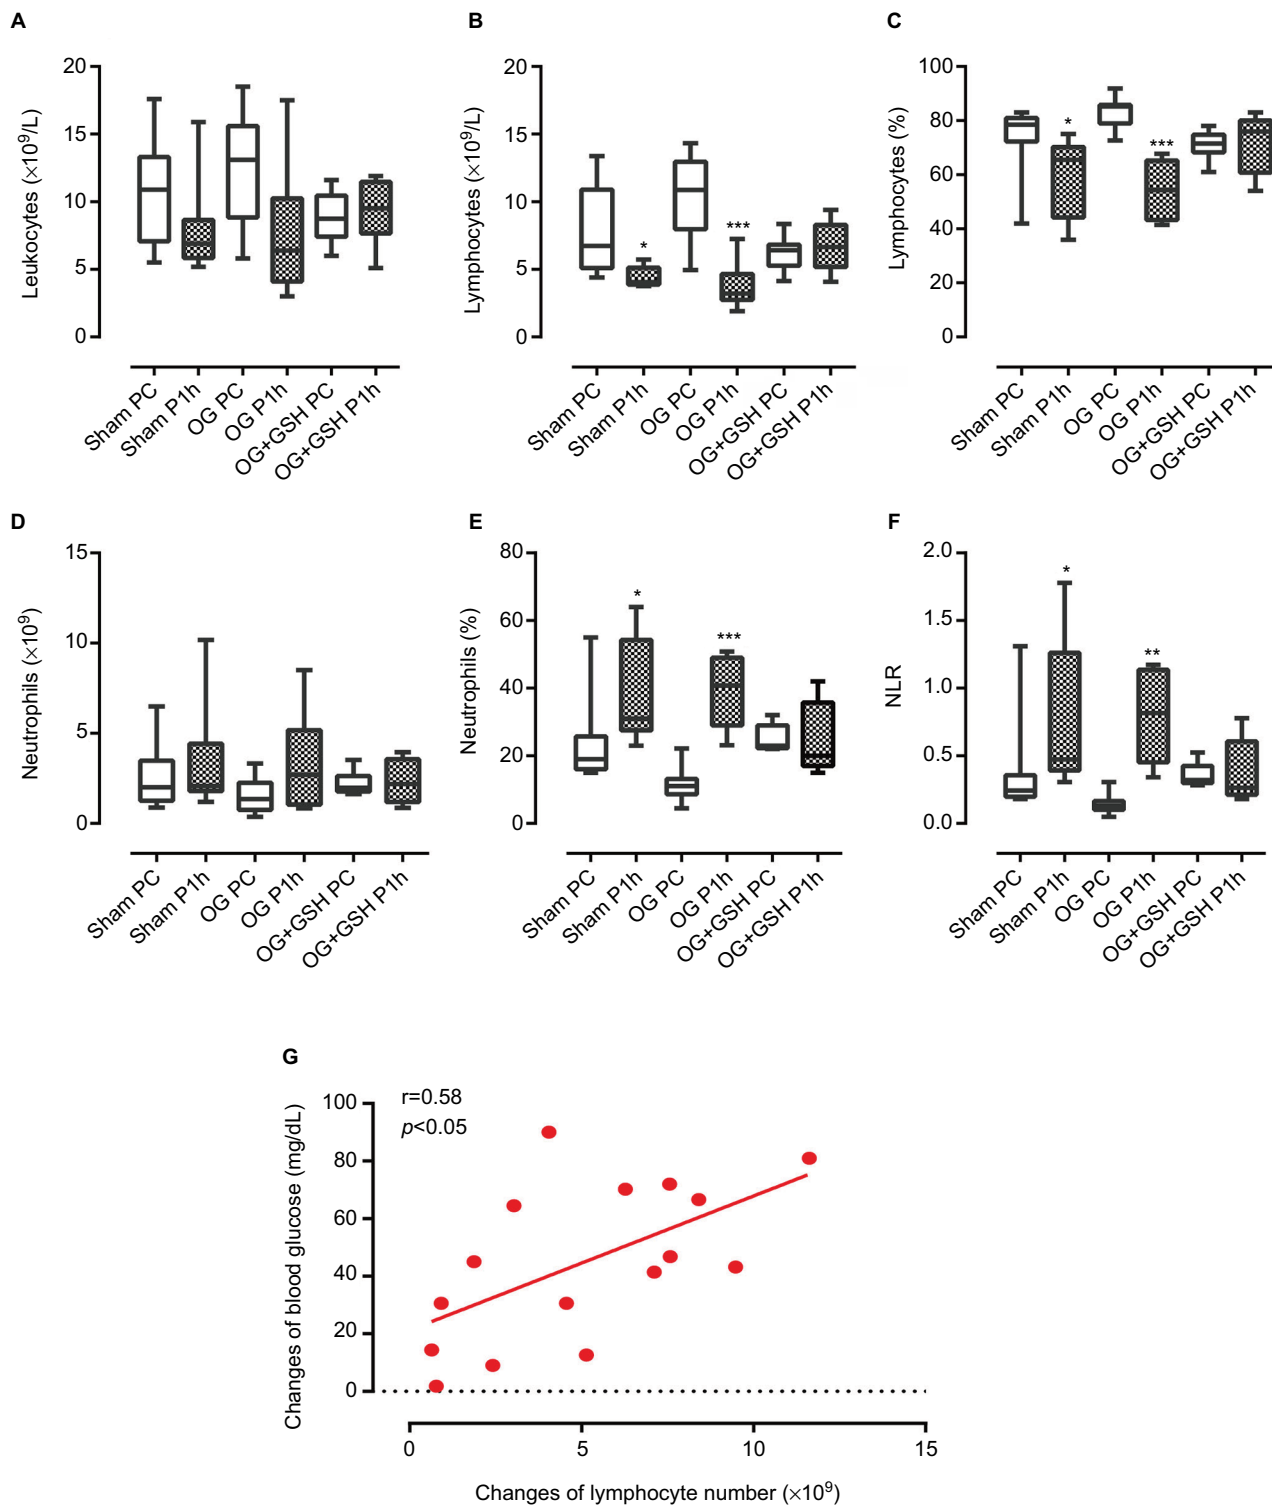 A
Leukocytes (×10⁹/L)
20
15
10
5
0
Sham PC
Sham P1h
OG PC
OG P1h
OG+GSH PC
OG+GSH P1h
B
Lymphocytes (×10⁹/L)
20
15
10
5
0
*
***
Sham PC
Sham P1h
OG PC
OG P1h
OG+GSH PC
OG+GSH P1h
C
Lymphocytes (%)
100
80
60
40
20
0
*
***
Sham PC
Sham P1h
OG PC
OG P1h
OG+GSH PC
OG+GSH P1h
D
Neutrophils (×10⁹)
15
10
5
0
Sham PC
Sham P1h
OG PC
OG P1h
OG+GSH PC
OG+GSH P1h
E
Neutrophils (%)
80
60
40
20
0
*
***
Sham PC
Sham P1h
OG PC
OG P1h
OG+GSH PC
OG+GSH P1h
F
NLR
2.0
1.5
1.0
0.5
0.0
*
**
Sham PC
Sham P1h
OG PC
OG P1h
OG+GSH PC
OG+GSH P1h
G
Changes of blood glucose (mg/dL)
100
80
60
40
20
0
r=0.58
p<0.05
0
5
10
15
Changes of lymphocyte number (×10⁹)